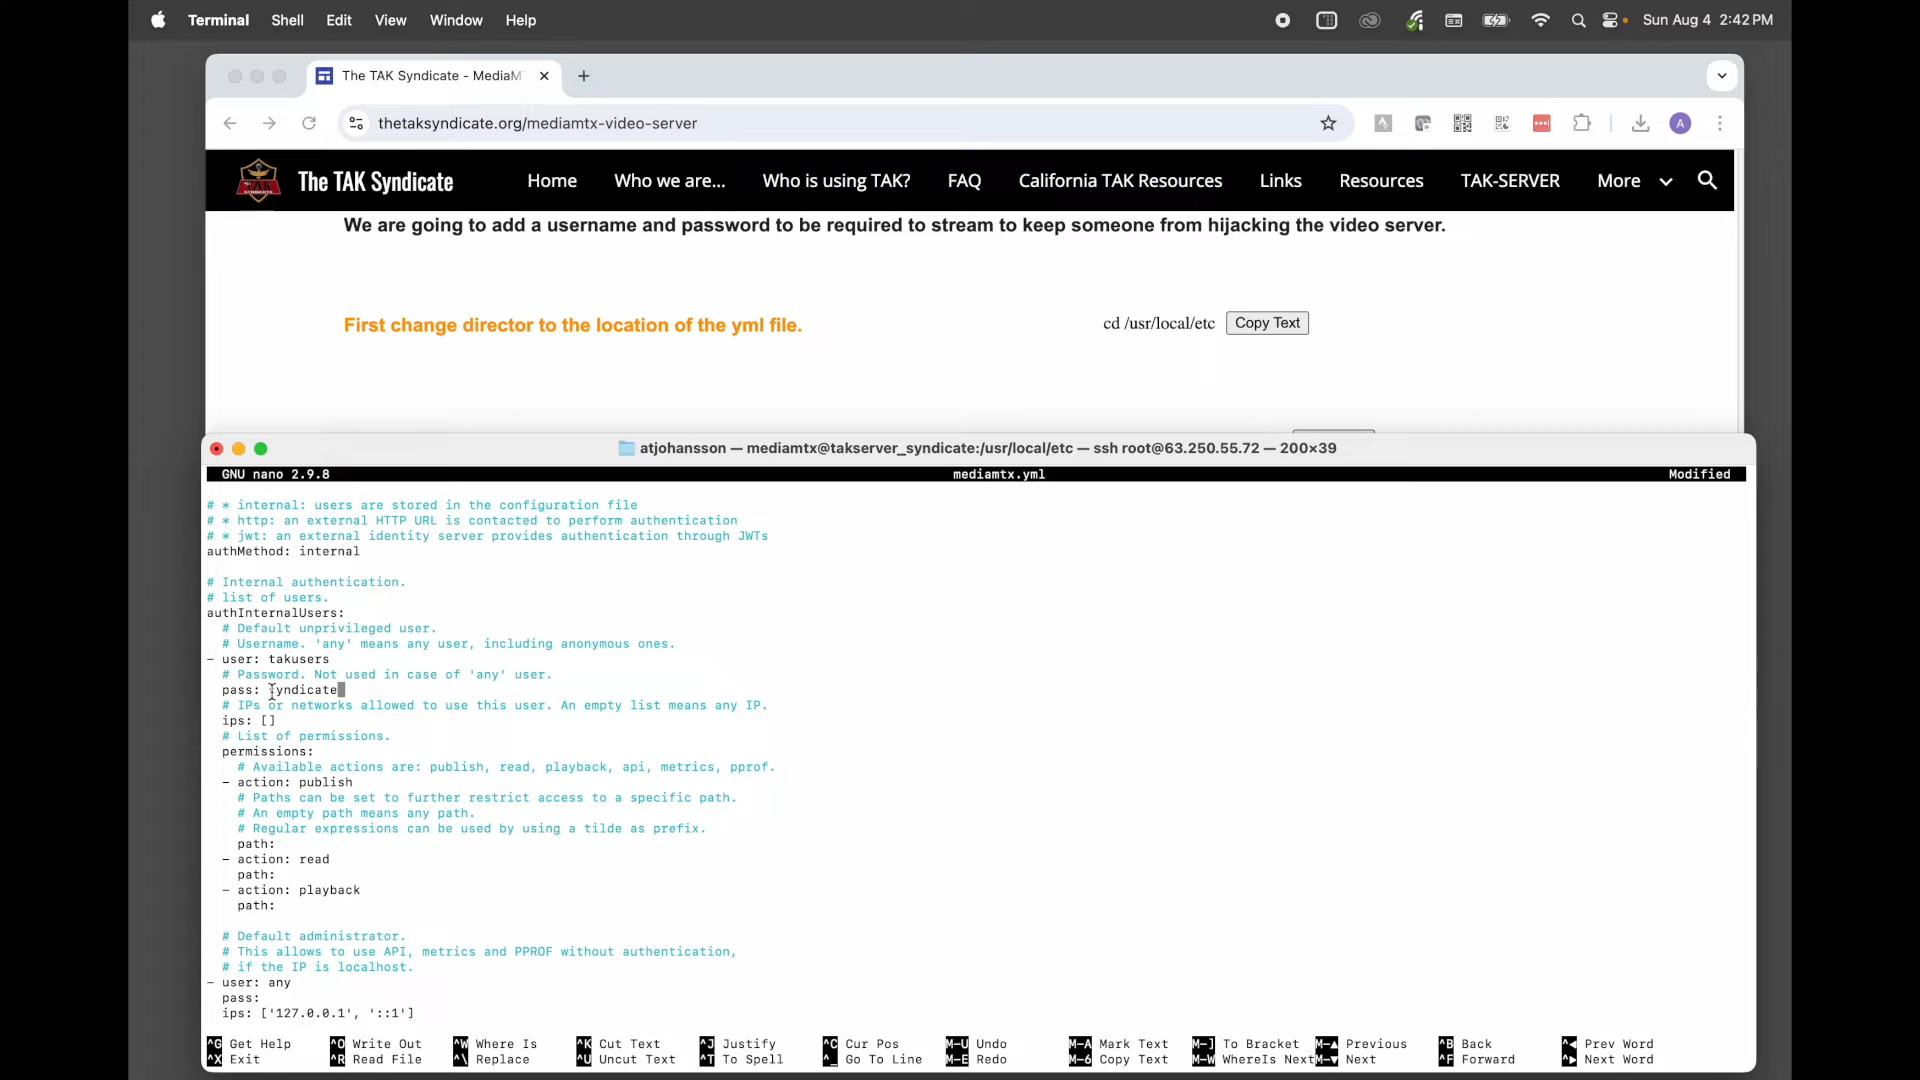 Terminal Shell Edit View Window Help Sun Aug 4 2:42 PM
The TAK Syndicate - MediaM
thetaksyndicate.org/mediamtx-video-server A
The TAK Syndicate Home Who we are... Who is using TAK? FAQ California TAK Resources Links Resources TAK-SERVER More
We are going to add a username and password to be required to stream to keep someone from hijacking the video server.
First change director to the location of the yml file. cd /usr/local/etc Copy Text
atjohansson — mediamtx@takserver_syndicate:/usr/local/etc — ssh root@63.250.55.72 — 200×39
GNU nano 2.9.8 mediamtx.yml Modified
# * internal: users are stored in the configuration file
# * http: an external HTTP URL is contacted to perform authentication
# * jwt: an external identity server provides authentication through JWTs
authMethod: internal
# Internal authentication.
# list of users.
authInternalUsers:
# Default unprivileged user.
# Username. 'any' means any user, including anonymous ones.
- user: takusers
# Password. Not used in case of 'any' user.
pass: syndicate
# IPs or networks allowed to use this user. An empty list means any IP.
ips: []
# List of permissions.
permissions:
# Available actions are: publish, read, playback, api, metrics, pprof.
- action: publish
# Paths can be set to further restrict access to a specific path.
# An empty path means any path.
# Regular expressions can be used by using a tilde as prefix.
path:
- action: read
path:
- action: playback
path:
# Default administrator.
# This allows to use API, metrics and PPROF without authentication,
# if the IP is localhost.
- user: any
pass:
ips: ['127.0.0.1', '::1']
^G Get Help ^O Write Out ^W Where Is ^K Cut Text ^J Justify ^C Cur Pos M-U Undo M-A Mark Text M-] To Bracket M-▲ Previous ^B Back ^◀ Prev Word
^X Exit ^R Read File ^\ Replace ^U Uncut Text ^T To Spell ^_ Go To Line M-E Redo M-6 Copy Text M-W WhereIs Next M-▼ Next ^F Forward ^▶ Next Word